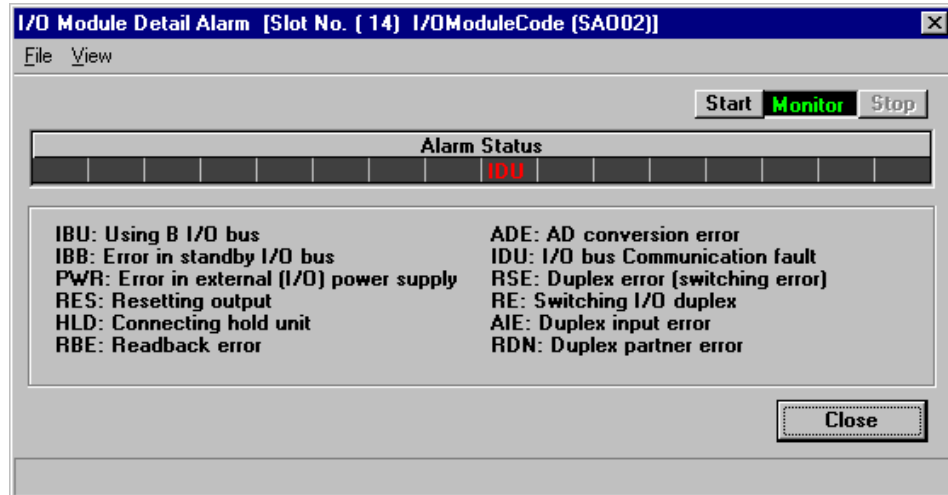 I/O Module Detail Alarm [Slot No. ( 14) I/OModuleCode (SAO02)]
File View
Start Monitor Stop
Alarm Status
IDU
IBU: Using B I/O bus
IBB: Error in standby I/O bus
PWR: Error in external (I/O) power supply
RES: Resetting output
HLD: Connecting hold unit
RBE: Readback error
ADE: AD conversion error
IDU: I/O bus Communication fault
RSE: Duplex error (switching error)
RE: Switching I/O duplex
AIE: Duplex input error
RDN: Duplex partner error
Close